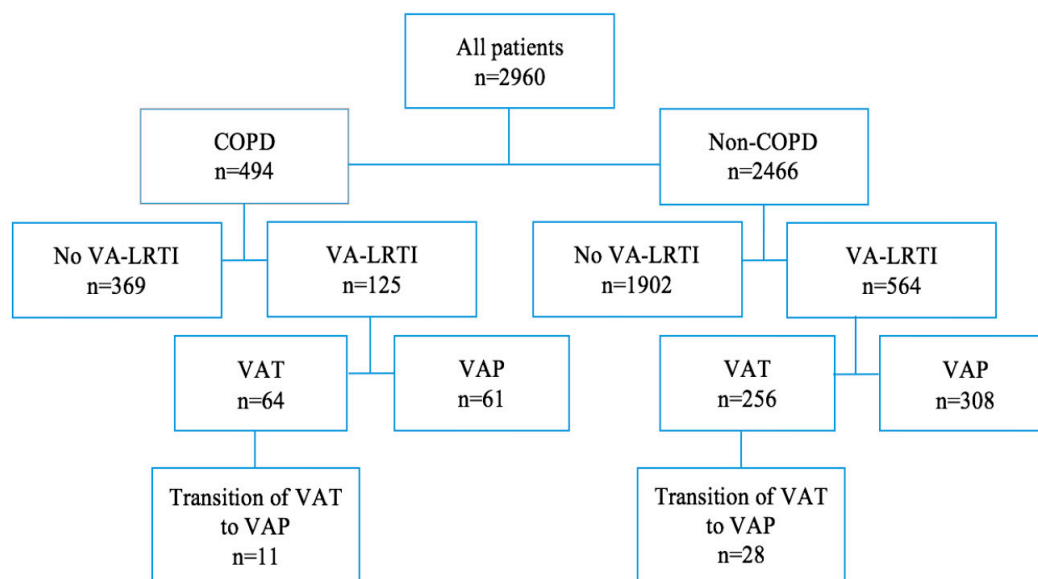 All patients
n=2960
COPD
n=494
Non-COPD
n=2466
No VA-LRTI
n=369
VA-LRTI
n=125
No VA-LRTI
n=1902
VA-LRTI
n=564
VAT
n=64
VAP
n=61
VAT
n=256
VAP
n=308
Transition of VAT
to VAP
n=11
Transition of VAT
to VAP
n=28